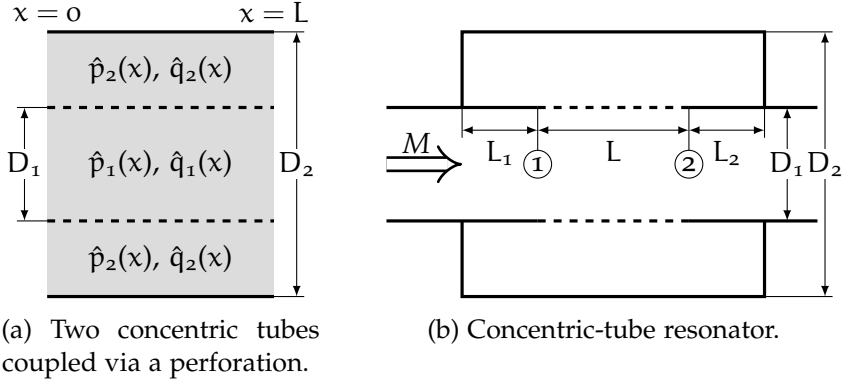 x = 0 x = L
p̂₂(x), q̂₂(x)
D₁ p̂₁(x), q̂₁(x) D₂
p̂₂(x), q̂₂(x)
(a) Two concentric tubes
coupled via a perforation.
M L₁ ① L ② L₂ D₁ D₂
(b) Concentric-tube resonator.